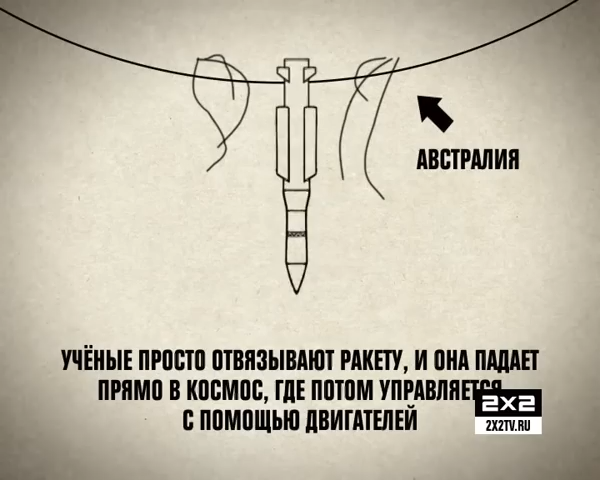 АВСТРАЛИЯ
УЧЁНЫЕ ПРОСТО ОТВЯЗЫВАЮТ РАКЕТУ, И ОНА ПАДАЕТ
ПРЯМО В КОСМОС, ГДЕ ПОТОМ УПРАВЛЯЕТСЯ
С ПОМОЩЬЮ ДВИГАТЕЛЕЙ
2X2
2X2TV.RU